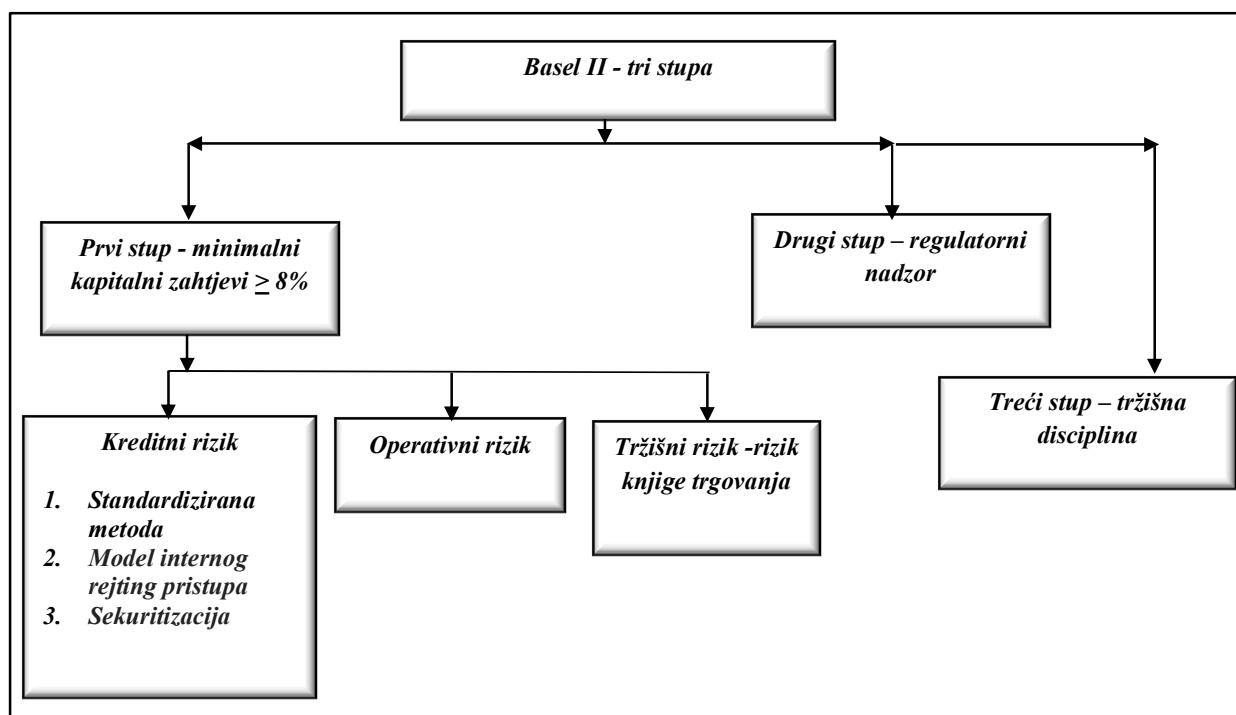 Basel II - tri stupa
Prvi stup - minimalni
kapitalni zahtjevi ≥ 8%
Drugi stup – regulatorni
nadzor
Treći stup – tržišna
disciplina
Kreditni rizik
1. Standardizirana
metoda
2. Model internog
rejting pristupa
3. Sekuritizacija
Operativni rizik
Tržišni rizik -rizik
knjige trgovanja